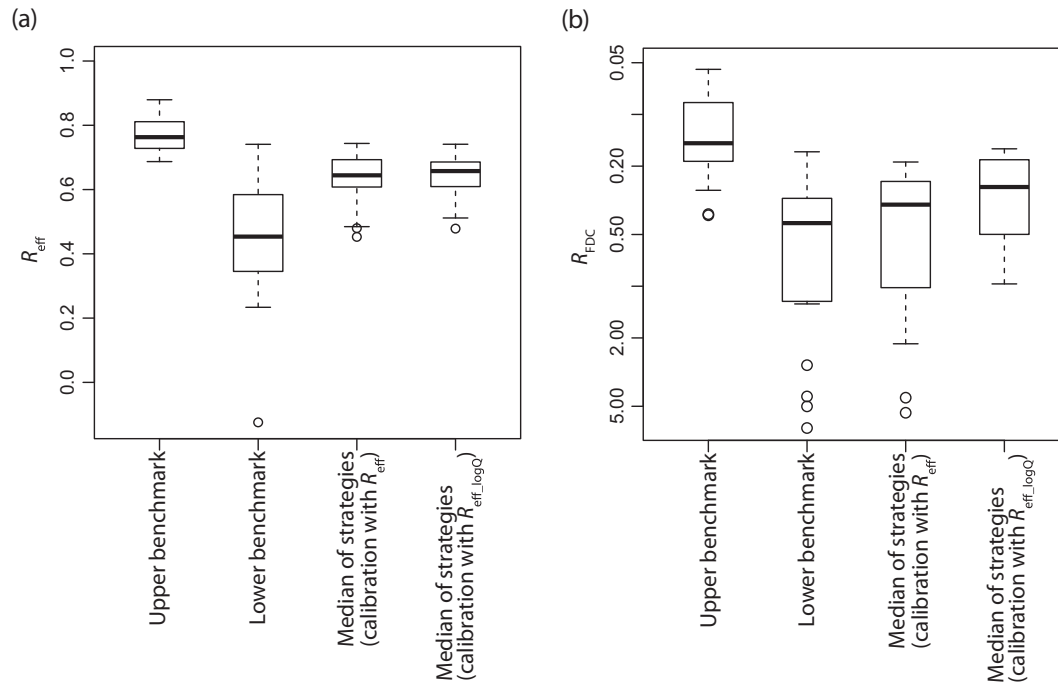 (a)
(b)
1.0
0.8
0.6
0.4
0.2
0.0
R_eff
Upper benchmark
Lower benchmark
Median of strategies
(calibration with R_eff)
Median of strategies
(calibration with R_eff_logQ)
0.05
0.20
0.50
2.00
5.00
R_FDC
Upper benchmark
Lower benchmark
Median of strategies
(calibration with R_eff)
Median of strategies
(calibration with R_eff_logQ)